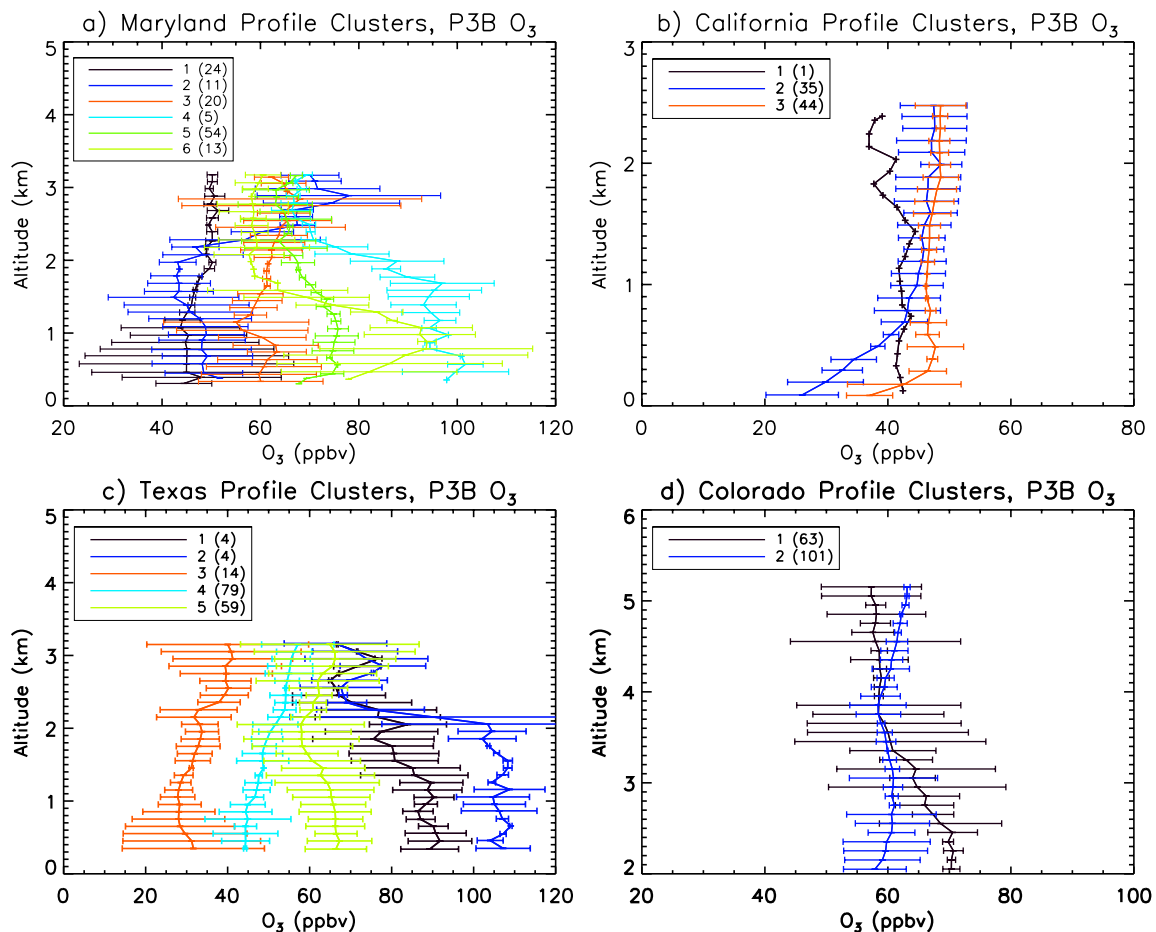 a) Maryland Profile Clusters, P3B O3
5
4
3
2
1
0
Altitude (km)
1 (24)
2 (11)
3 (20)
4 (5)
5 (54)
6 (13)
20 40 60 80 100 120
O3 (ppbv)
b) California Profile Clusters, P3B O3
3
2
1
0
Altitude (km)
1 (1)
2 (35)
3 (44)
0 20 40 60 80
O3 (ppbv)
c) Texas Profile Clusters, P3B O3
5
4
3
2
1
0
Altitude (km)
1 (4)
2 (4)
3 (14)
4 (79)
5 (59)
0 20 40 60 80 100 120
O3 (ppbv)
d) Colorado Profile Clusters, P3B O3
6
5
4
3
2
Altitude (km)
1 (63)
2 (101)
20 40 60 80 100
O3 (ppbv)